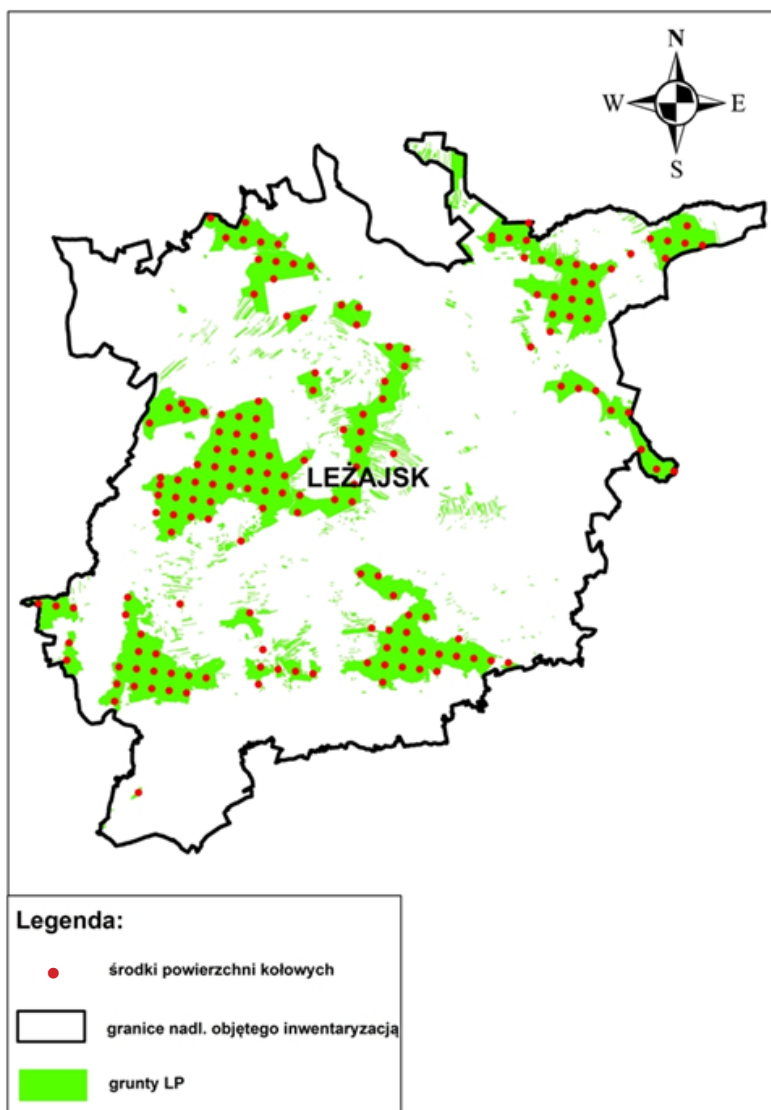 N
W E
S
LEŻAJSK
Legenda:
środki powierzchni kołowych
granice nadl. objętego inwentaryzacją
grunty LP